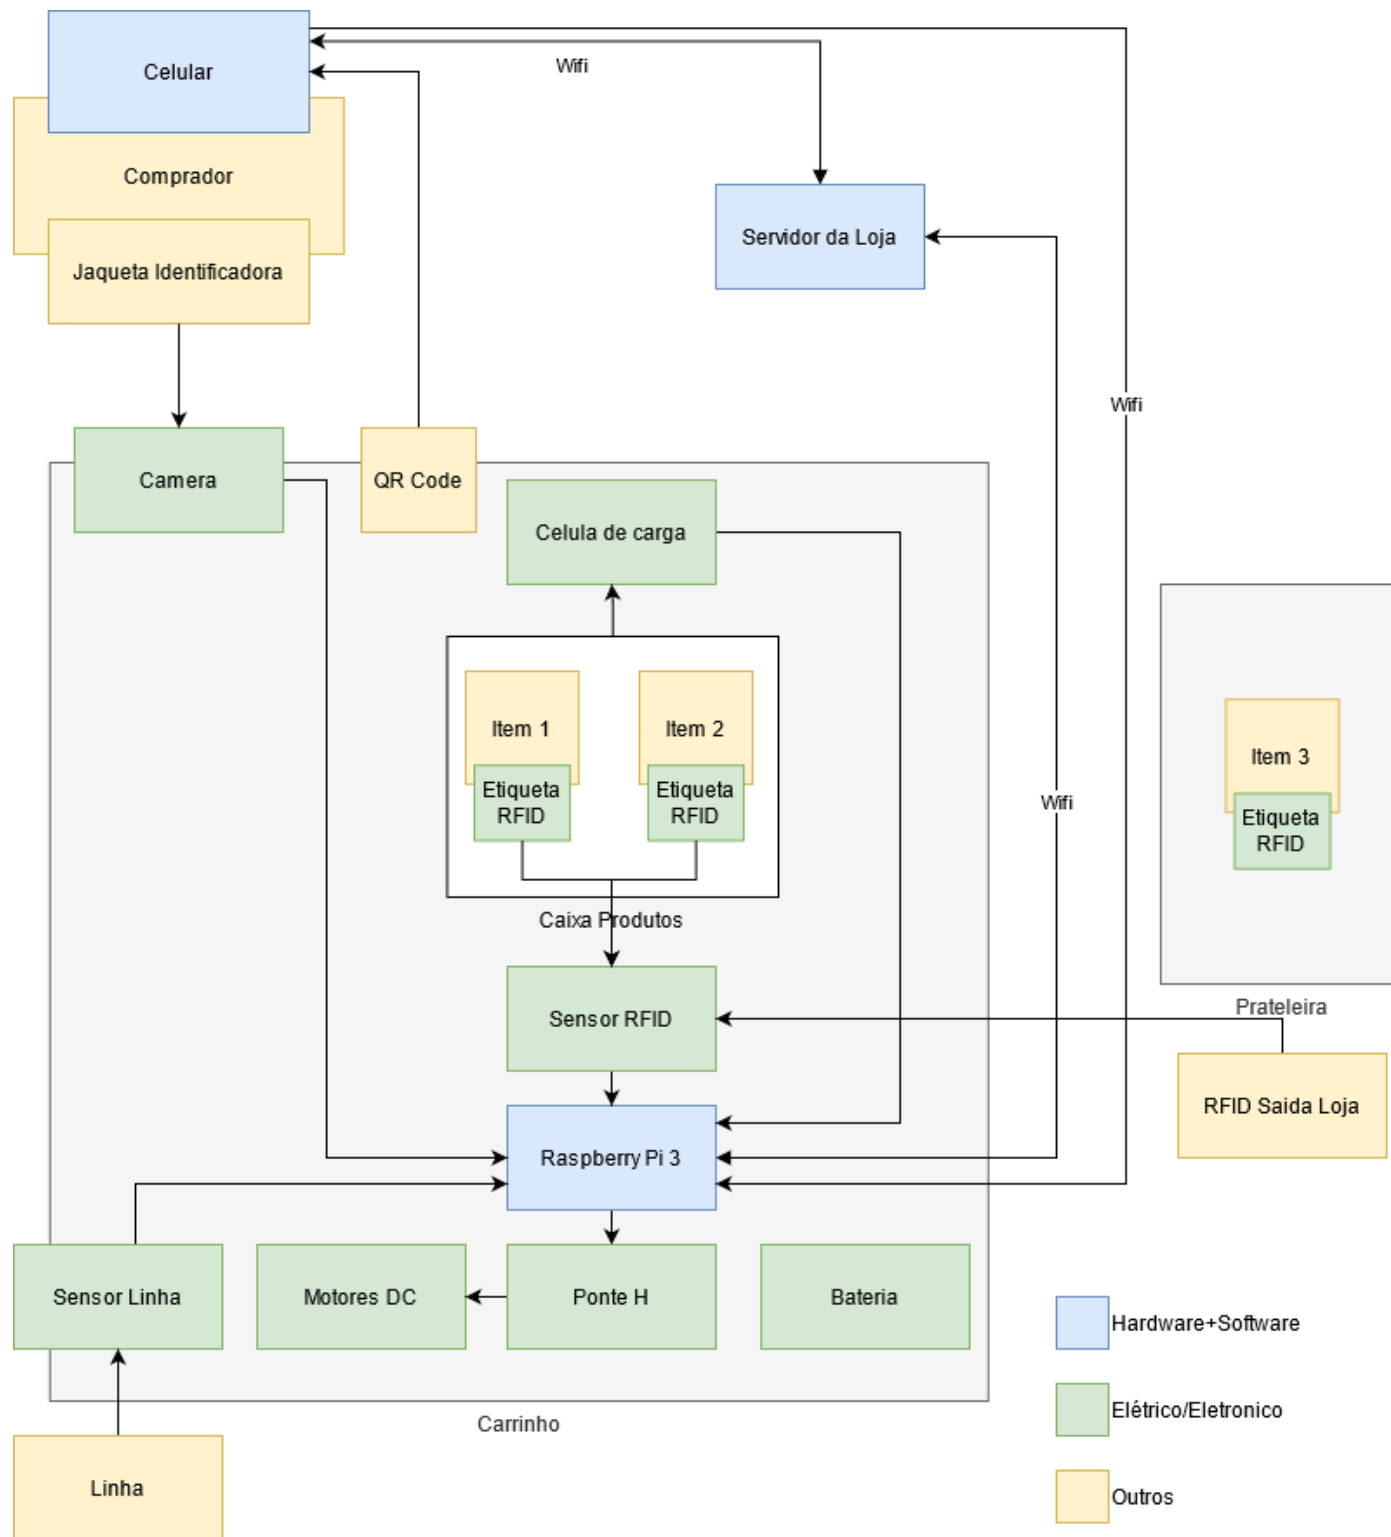 Celular
Wifi
Comprador
Servidor da Loja
Jaqueta Identificadora
Wifi
Camera
QR Code
Celula de carga
Item 1
Item 2
Item 3
Etiqueta
RFID
Etiqueta
RFID
Wifi
Etiqueta
RFID
Caixa Produtos
Prateleira
Sensor RFID
RFID Saida Loja
Raspberry Pi 3
Sensor Linha
Motores DC
Ponte H
Bateria
Hardware+Software
Elétrico/Eletronico
Carrinho
Linha
Outros